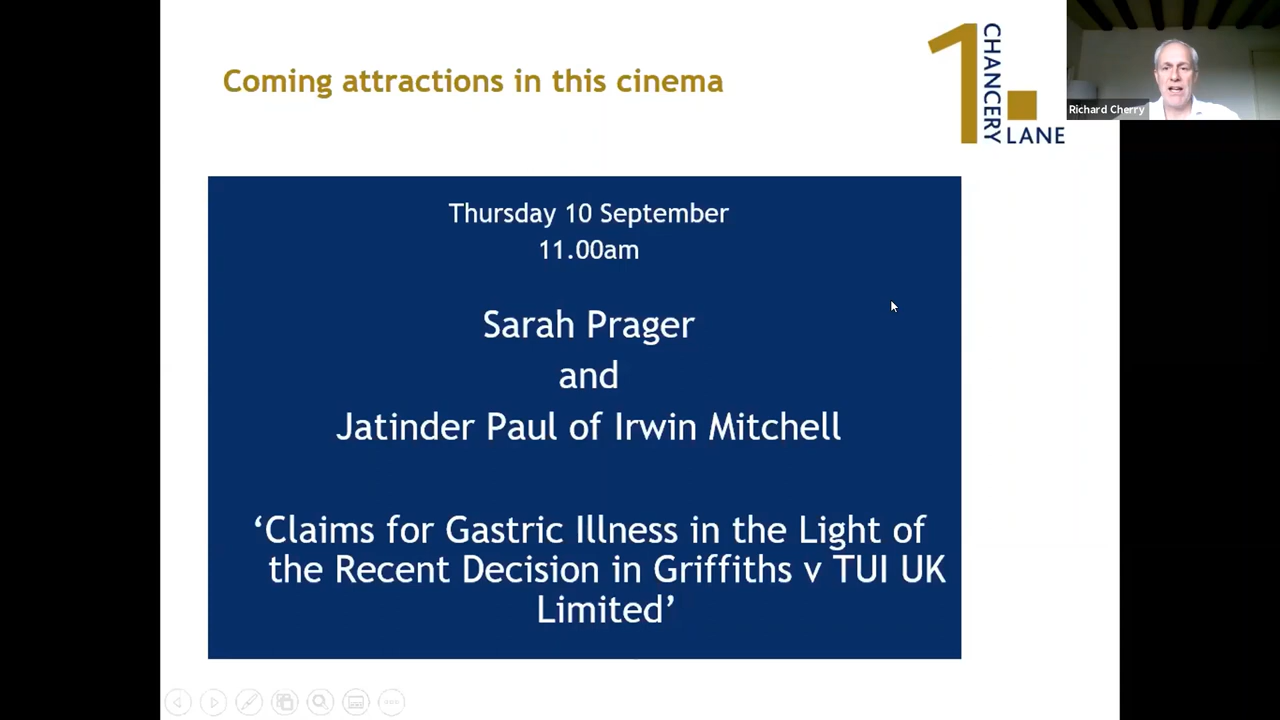 Coming attractions in this cinema
1 CHANCERY LANE
Richard Cherry
Thursday 10 September
11.00am
Sarah Prager
and
Jatinder Paul of Irwin Mitchell
‘Claims for Gastric Illness in the Light of
the Recent Decision in Griffiths v TUI UK
Limited’